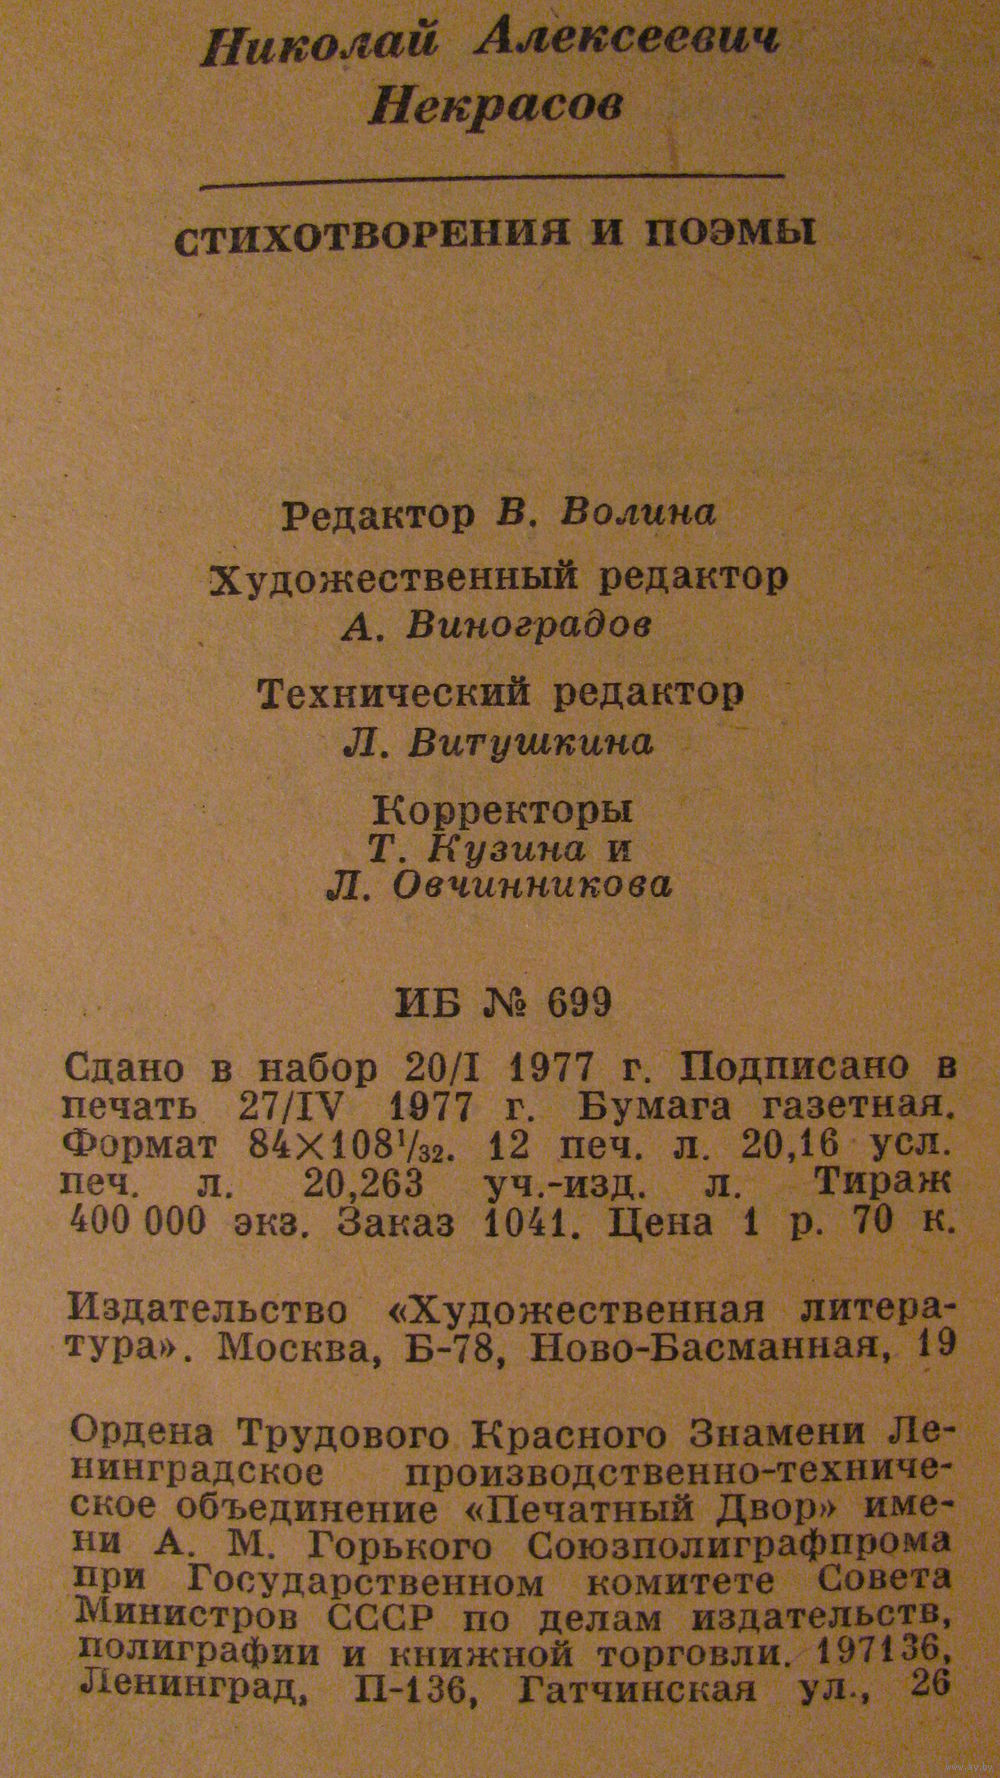 Николай Алексеевич
Некрасов
СТИХОТВОРЕНИЯ И ПОЭМЫ
Редактор В. Волина
Художественный редактор
А. Виноградов
Технический редактор
Л. Витушкина
Корректоры
Т. Кузина и
Л. Овчинникова
ИБ № 699
Сдано в набор 20/I 1977 г. Подписано в
печать 27/IV 1977 г. Бумага газетная.
Формат 84×108¹/₃₂. 12 печ. л. 20,16 усл.
печ. л. 20,263 уч.-изд. л. Тираж
400 000 экз. Заказ 1041. Цена 1 р. 70 к.
Издательство «Художественная литера-
тура». Москва, Б-78, Ново-Басманная, 19
Ордена Трудового Красного Знамени Ле-
нинградское производственно-техниче-
ское объединение «Печатный Двор» име-
ни А. М. Горького Союзполиграфпрома
при Государственном комитете Совета
Министров СССР по делам издательств,
полиграфии и книжной торговли. 197136,
Ленинград, П-136, Гатчинская ул., 26
www.ay.by